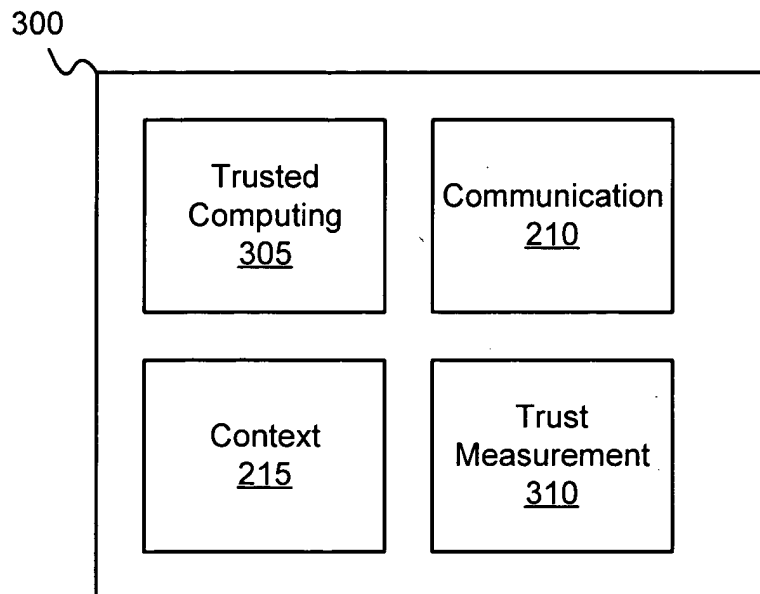 300
Trusted
Computing
305
Communication
210
Context
215
Trust
Measurement
310